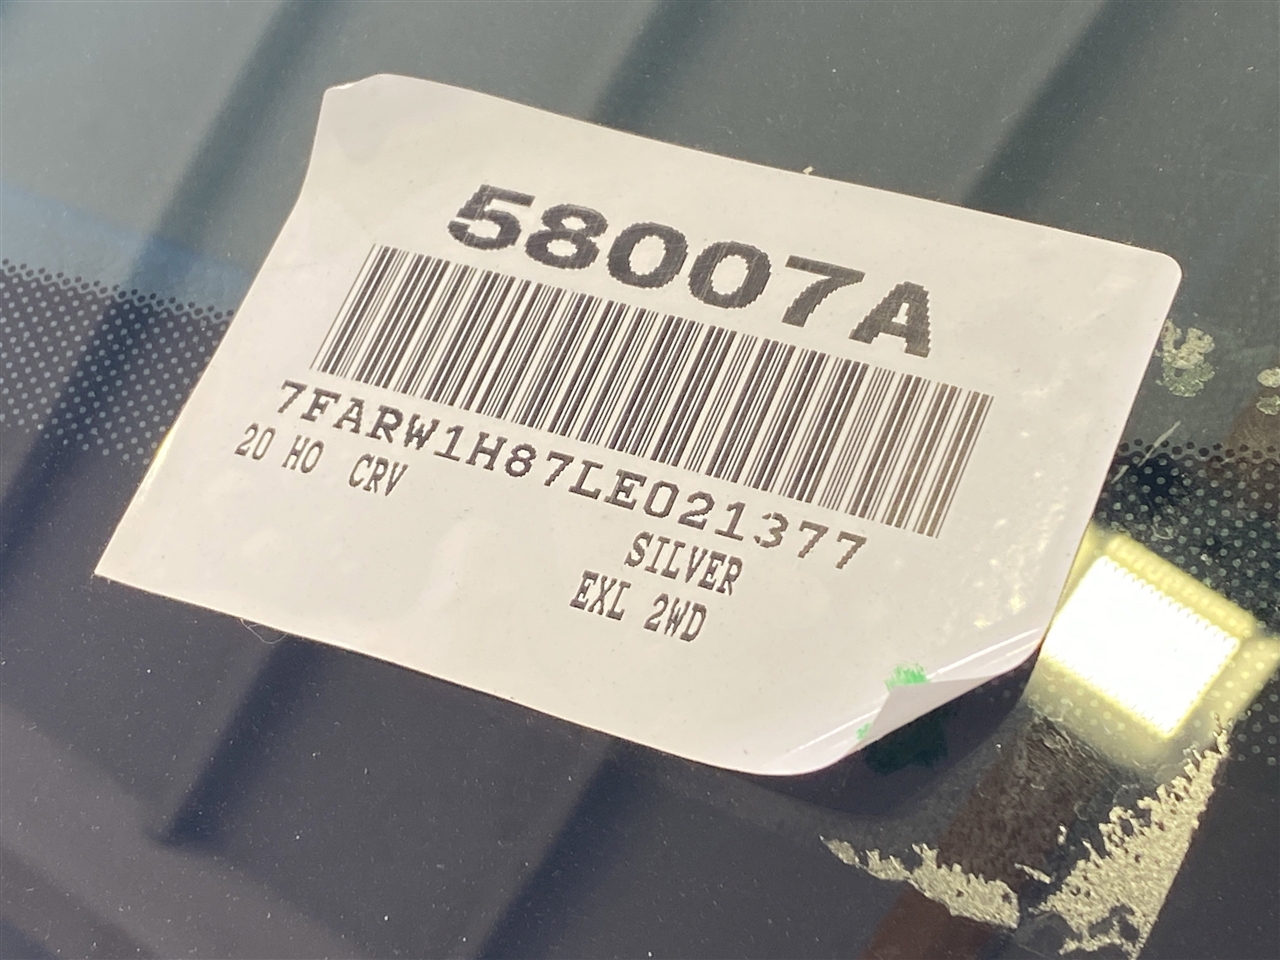 58007A
7FARW1H87LE021377
20 HO CRV
SILVER
EXL 2WD